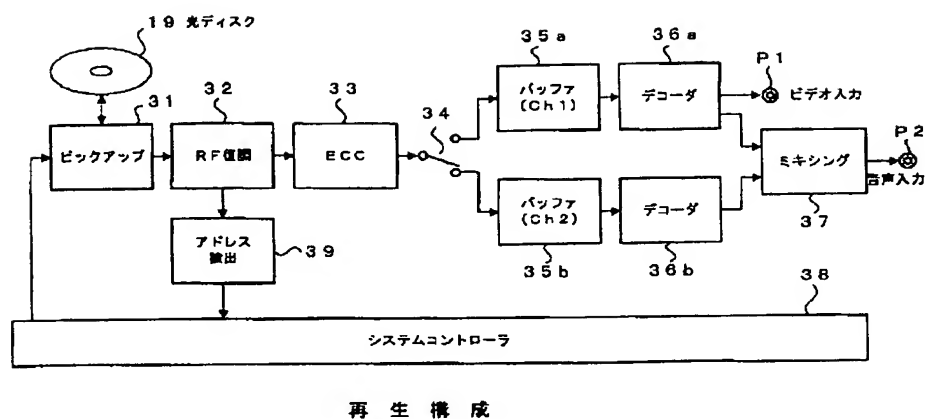 19 光ディスク
31
32
33
34
35a
36a
P1
ピックアップ
RF復調
ECC
バッファ
(Ch1)
デコーダ
ビデオ入力
P2
ミキシング
音声入力
37
バッファ
(Ch2)
デコーダ
35b
36b
アドレス
検出
39
38
システムコントローラ
再生構成